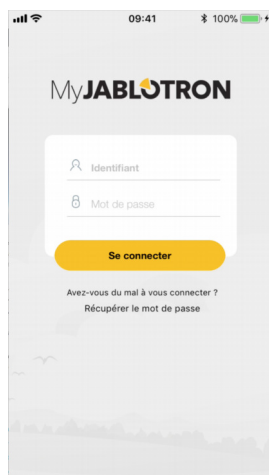 09:41
100%
MyJABLOTRON
Identifiant
Mot de passe
Se connecter
Avez-vous du mal à vous connecter ?
Récupérer le mot de passe